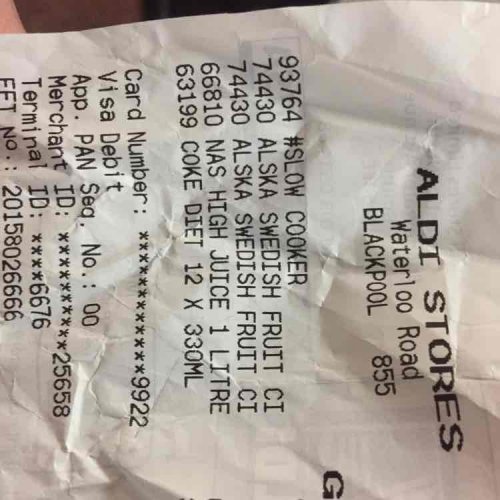 ALDI STORES
Waterloo Road 855
BLACKPOOL
93764 #SLOW COOKER
74430 ALSKA SWEDISH FRUIT CI
74430 ALSKA SWEDISH FRUIT CI
66810 NAS HIGH JUICE 1 LITRE
63199 COKE DIET 12 X 330ML
Card Number: ************9922
Visa Debit
App. PAN Seq. No.: 00
Merchant ID: **********25658
Terminal ID: ****6676
EFT No.: 20158026666
G